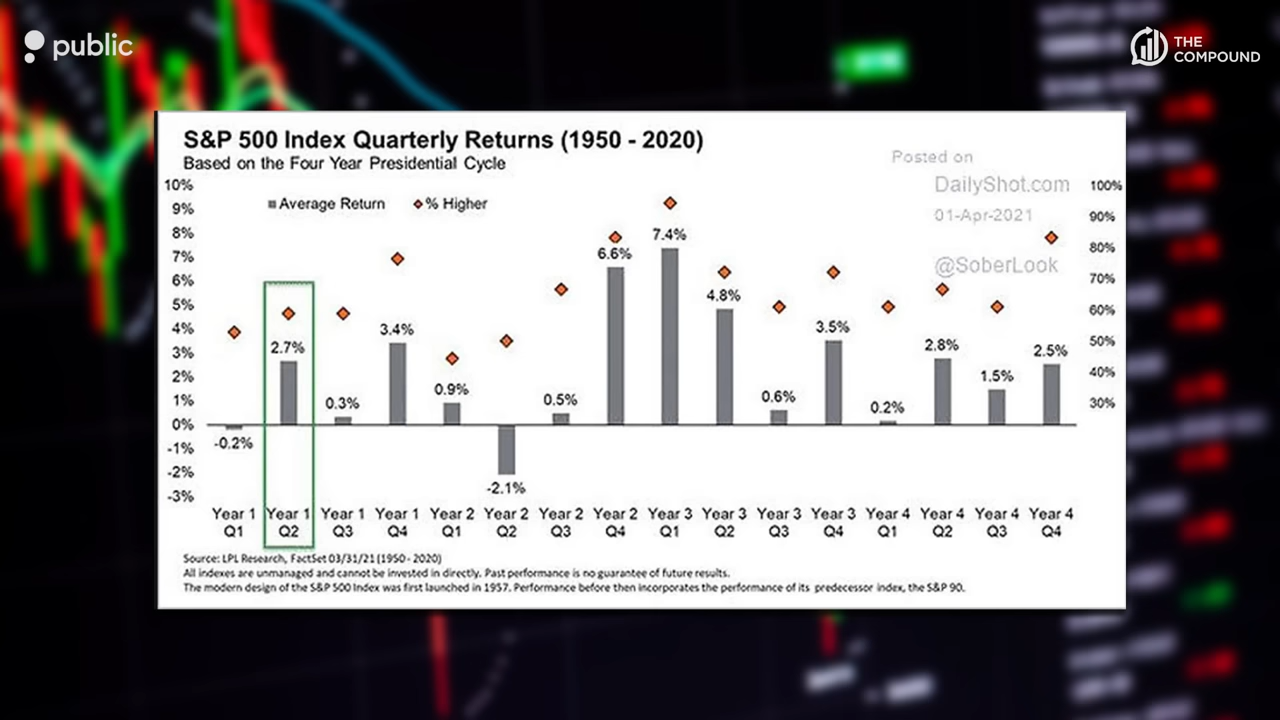 public
THE
COMPOUND
S&P 500 Index Quarterly Returns (1950 - 2020)
Based on the Four Year Presidential Cycle
Posted on
DailyShot.com
01-Apr-2021
@SoberLook
Average Return % Higher
10%
9%
8%
7%
6%
5%
4%
3%
2%
1%
0%
-1%
-2%
-3%
100%
90%
80%
70%
60%
50%
40%
30%
-0.2% 2.7% 0.3% 3.4% 0.9% -2.1% 0.5% 6.6% 7.4% 4.8% 0.6% 3.5% 0.2% 2.8% 1.5% 2.5%
Year 1 Year 1 Year 1 Year 1 Year 2 Year 2 Year 2 Year 2 Year 3 Year 3 Year 3 Year 3 Year 4 Year 4 Year 4 Year 4
Q1 Q2 Q3 Q4 Q1 Q2 Q3 Q4 Q1 Q2 Q3 Q4 Q1 Q2 Q3 Q4
Source: LPL Research, FactSet 03/31/21 (1950 - 2020)
All indexes are unmanaged and cannot be invested in directly. Past performance is no guarantee of future results.
The modern design of the S&P 500 Index was first launched in 1957. Performance before then incorporates the performance of its predecessor index, the S&P 90.